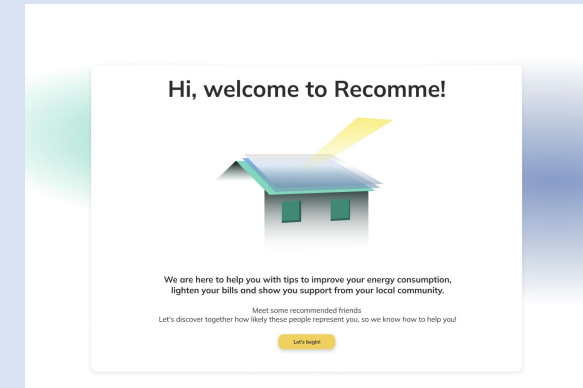 Hi, welcome to Recomme!
We are here to help you with tips to improve your energy consumption,
lighten your bills and show you support from your local community.
Meet some recommended friends
Let's discover together how likely these people represent you, so we know how to help you!
Let's begin!